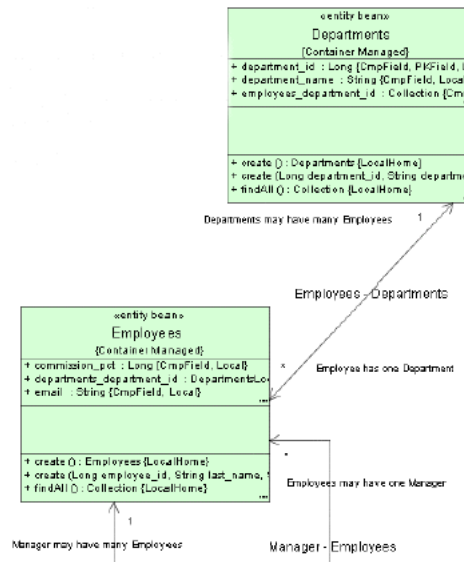 «entity bean»
Departments
{Container Managed}
+ department_id : Long {CmpField, PKField, L
+ department_name : String {CmpField, Local
+ employees_department_id : Collection {Cm
+ create () : Departments {LocalHome}
+ create (Long department_id, String departme
+ findAll () : Collection {LocalHome}
Departments may have many Employees
1
Employees - Departments
«entity bean»
Employees
{Container Managed}
+ commission_pct : Long {CmpField, Local}
+ departments_department_id : DepartmentsLo
+ email : String {CmpField, Local}
...
*
Employee has one Department
+ create () : Employees {LocalHome}
+ create (Long employee_id, String last_name,
+ findAll () : Collection {LocalHome}
...
*
Employees may have one Manager
1
Manager may have many Employees
Manager - Employees